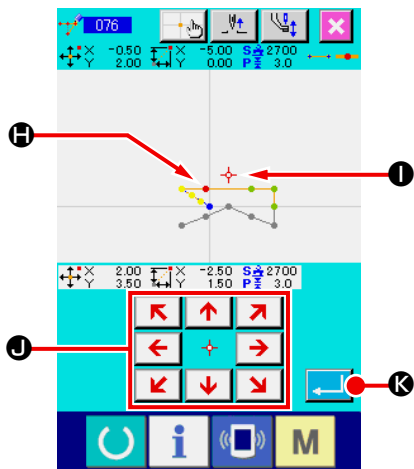 076
X -0.50 X -5.00 S 2700
Y 2.00 Y 0.00 P 3.0
H
I
X 2.00 X -2.50 S 2700
Y 3.50 Y 1.50 P 3.0
J
K
i M